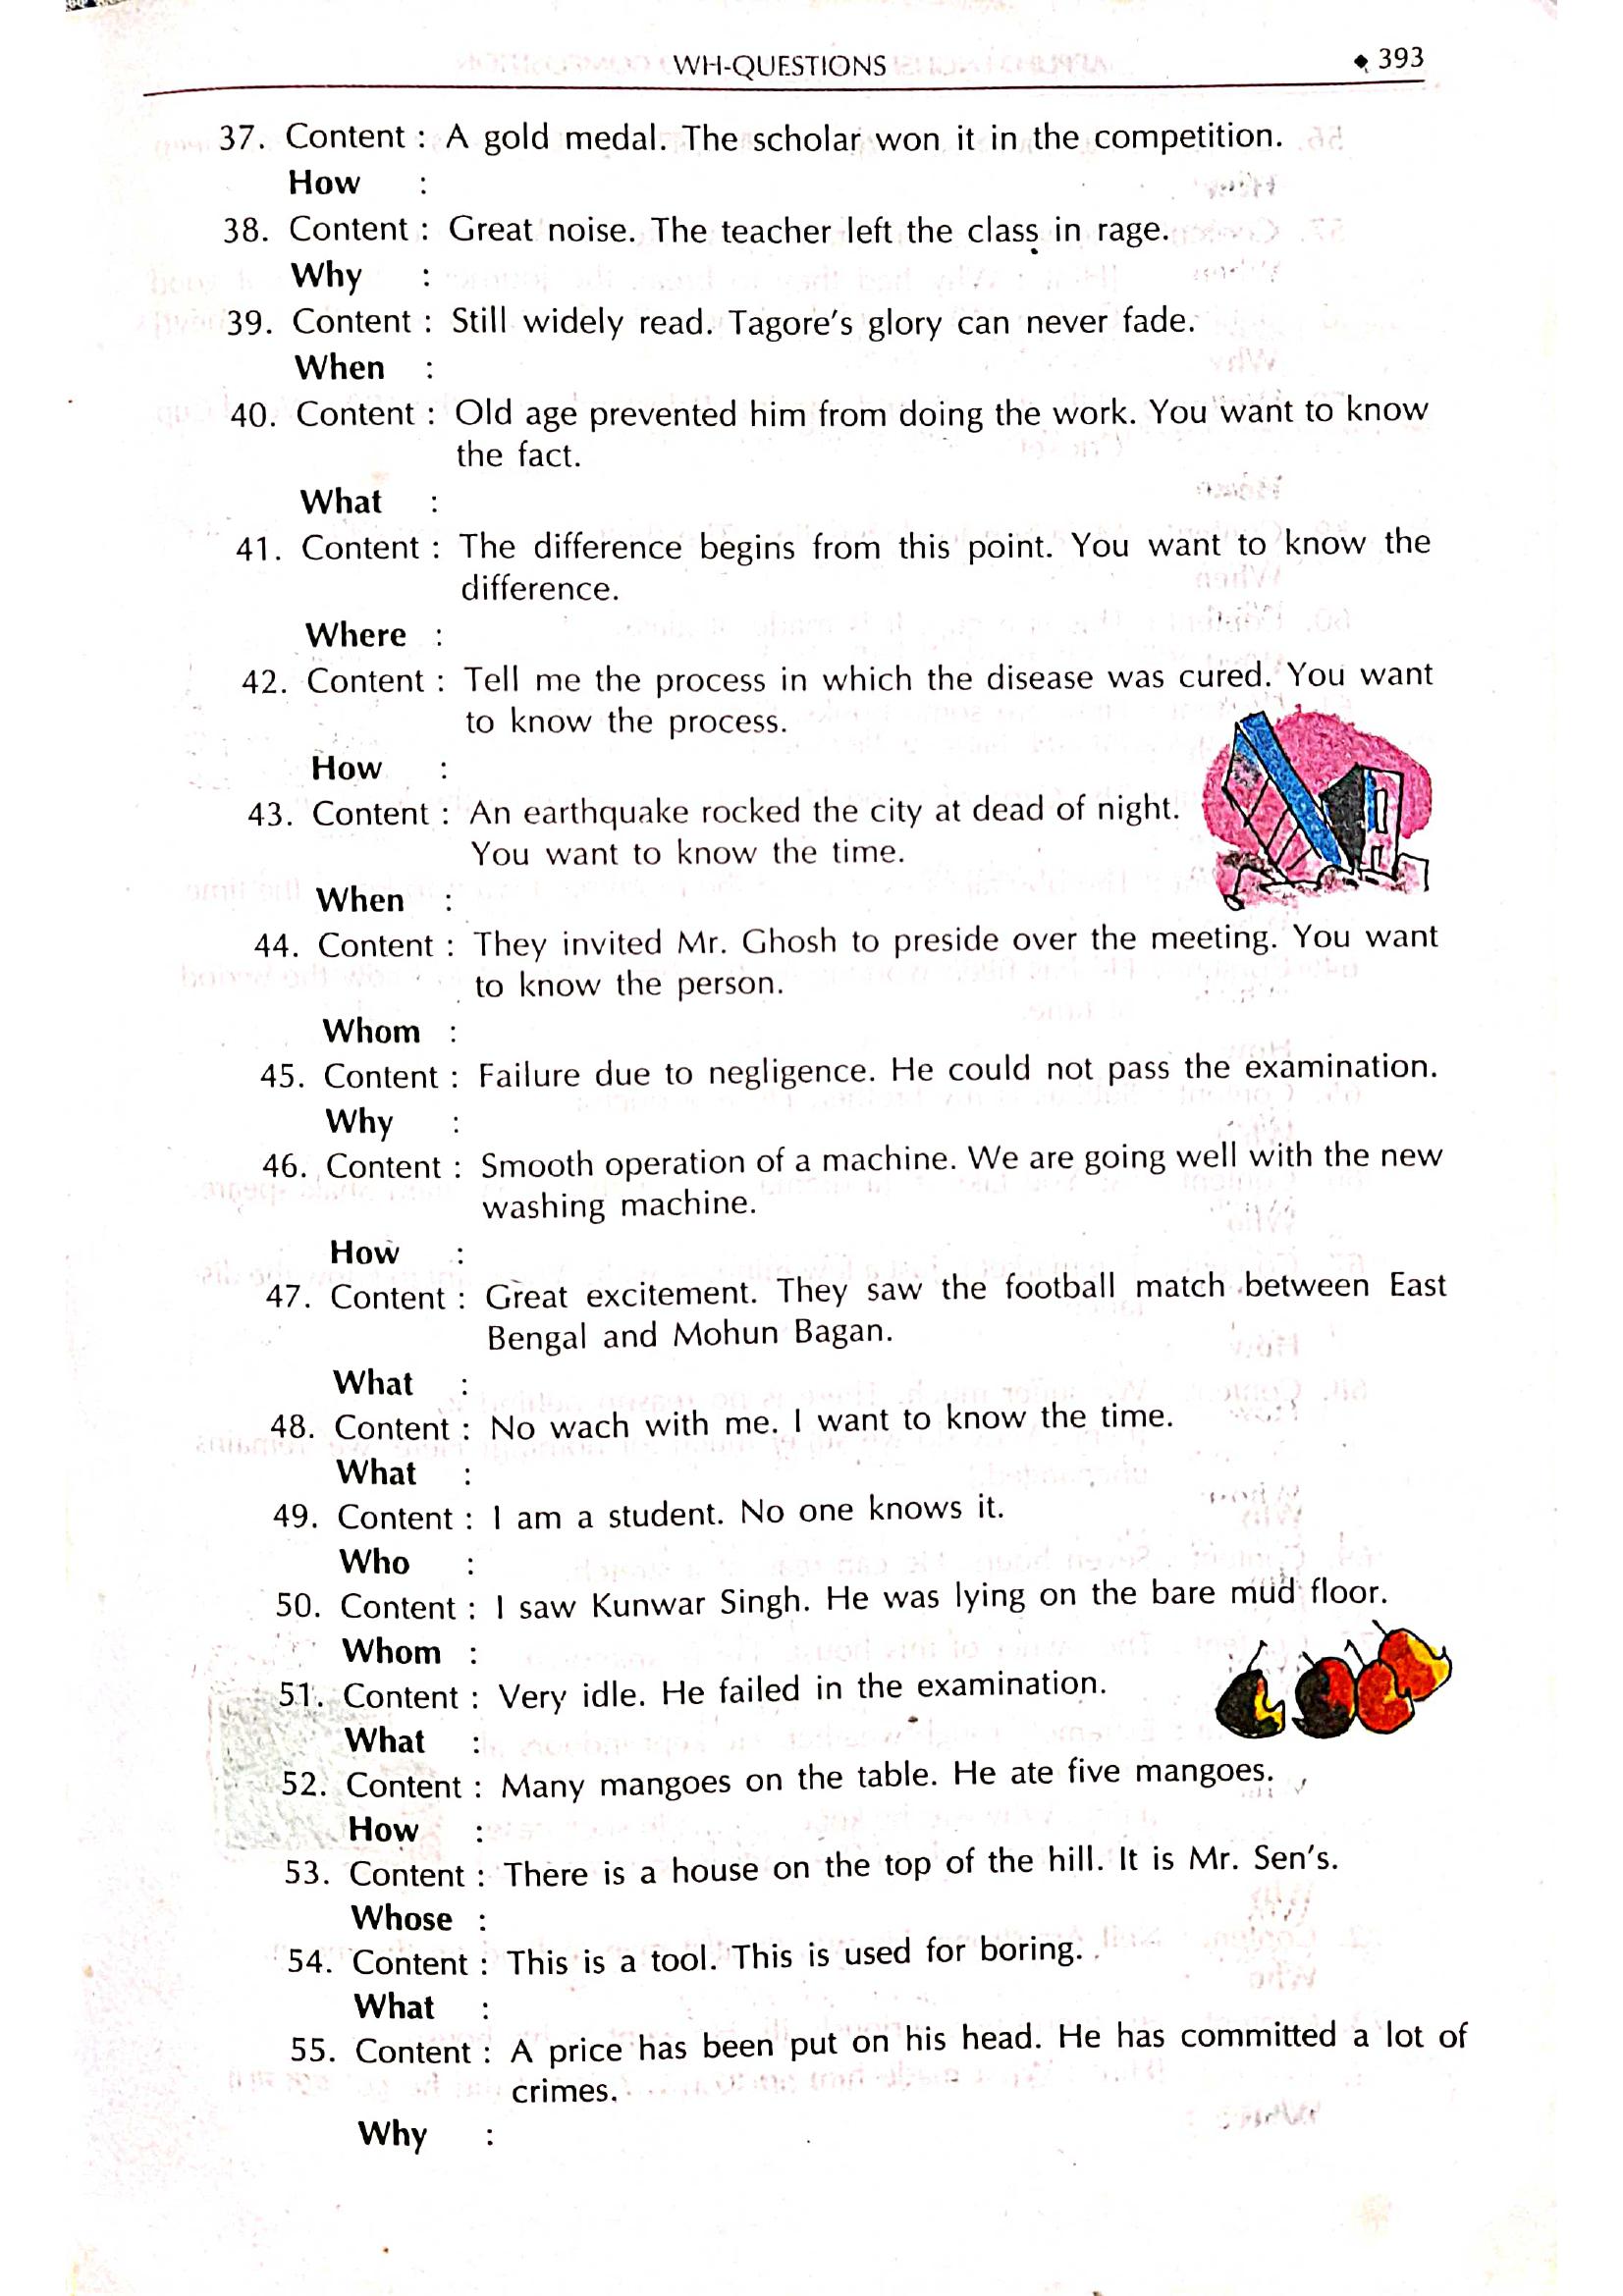 WH-QUESTIONS ◆ 393
37. Content : A gold medal. The scholar won it in the competition.
How :
38. Content : Great noise. The teacher left the class in rage.
Why :
39. Content : Still widely read. Tagore's glory can never fade.
When :
40. Content : Old age prevented him from doing the work. You want to know
the fact.
What :
41. Content : The difference begins from this point. You want to know the
difference.
Where :
42. Content : Tell me the process in which the disease was cured. You want
to know the process.
How :
43. Content : An earthquake rocked the city at dead of night.
You want to know the time.
When :
44. Content : They invited Mr. Ghosh to preside over the meeting. You want
to know the person.
Whom :
45. Content : Failure due to negligence. He could not pass the examination.
Why :
46. Content : Smooth operation of a machine. We are going well with the new
washing machine.
How :
47. Content : Great excitement. They saw the football match between East
Bengal and Mohun Bagan.
What :
48. Content : No wach with me. I want to know the time.
What :
49. Content : I am a student. No one knows it.
Who :
50. Content : I saw Kunwar Singh. He was lying on the bare mud floor.
Whom :
51. Content : Very idle. He failed in the examination.
What :
52. Content : Many mangoes on the table. He ate five mangoes.
How :
53. Content : There is a house on the top of the hill. It is Mr. Sen's.
Whose :
54. Content : This is a tool. This is used for boring.
What :
55. Content : A price has been put on his head. He has committed a lot of
crimes.
Why :